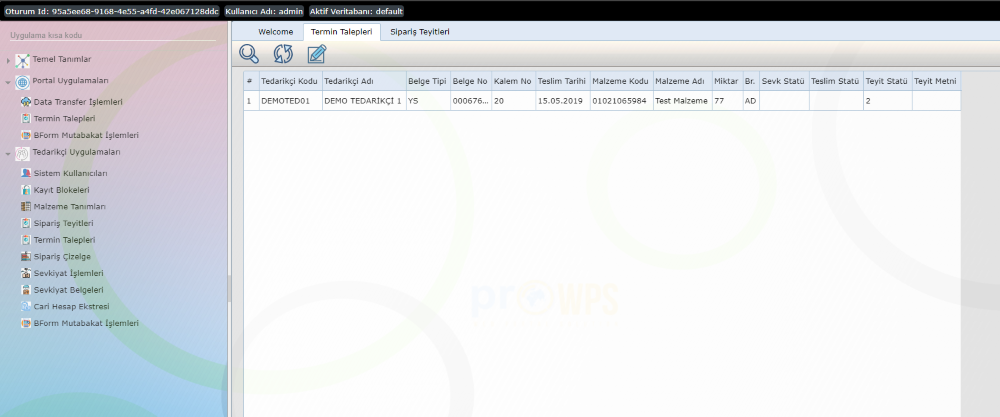 Oturum Id: 95a5ee68-9168-4e55-a4fd-42e067128ddc Kullanıcı Adı: admin Aktif Veritabanı: default
Uygulama kısa kodu
Temel Tanımlar
Portal Uygulamaları
Data Transfer İşlemleri
Termin Talepleri
BForm Mutabakat İşlemleri
Tedarikçi Uygulamaları
Sistem Kullanıcıları
Kayıt Blokeleri
Malzeme Tanımları
Sipariş Teyitleri
Termin Talepleri
Sipariş Çizelge
Sevkiyat İşlemleri
Sevkiyat Belgeleri
Cari Hesap Ekstresi
BForm Mutabakat İşlemleri
Welcome Termin Talepleri Sipariş Teyitleri
# Tedarikçi Kodu Tedarikçi Adı Belge Tipi Belge No Kalem No Teslim Tarihi Malzeme Kodu Malzeme Adı Miktar Br. Sevk Statü Teslim Statü Teyit Statü Teyit Metni
1 DEMOTED01 DEMO TEDARİKÇİ 1 YS 000676... 20 15.05.2019 01021065984 Test Malzeme 77 AD 2
proWPS